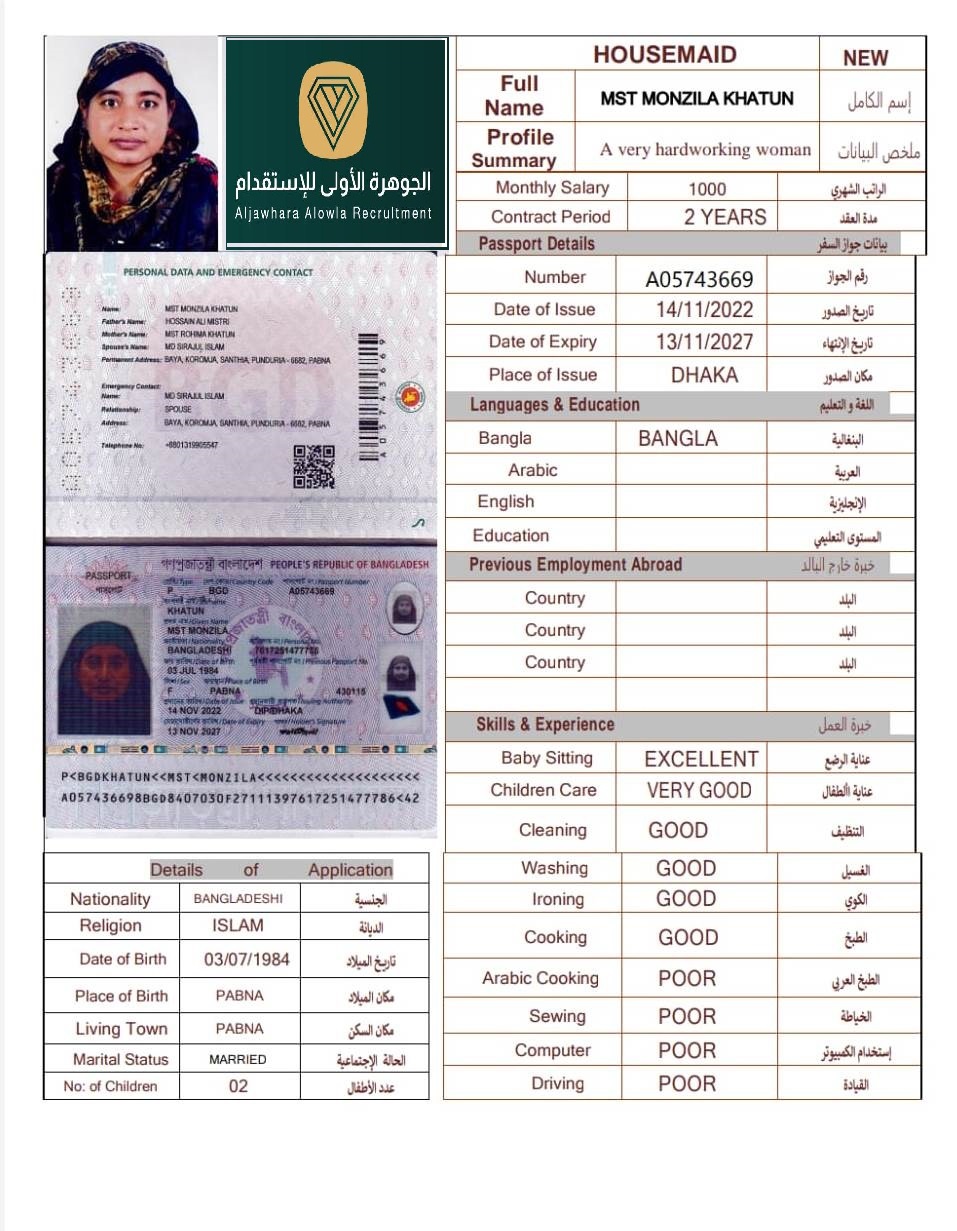 الجوهرة الأولى للإستقدام
Aljawhara Alowla Recrultment
HOUSEMAID NEW
Full Name MST MONZILA KHATUN إسم الكامل
Profile Summary A very hardworking woman ملخص البيانات
Monthly Salary 1000 الراتب الشهري
Contract Period 2 YEARS مدة العقد
Passport Details بيانات جواز السفر
Number A05743669 رقم الجواز
Date of Issue 14/11/2022 تاريخ الصدور
Date of Expiry 13/11/2027 تاريخ الإنتهاء
Place of Issue DHAKA مكان الصدور
Languages & Education اللغة و التعليم
Bangla BANGLA البنغالية
Arabic العربية
English الإنجليزية
Education المستوى التعليمي
Previous Employment Abroad خبرة خارج البالد
Country البلد
Country البلد
Country البلد
Skills & Experience خبرة العمل
Baby Sitting EXCELLENT عناية الرضع
Children Care VERY GOOD عناية األطفال
Cleaning GOOD التنظيف
Washing GOOD الغسيل
Ironing GOOD الكوي
Cooking GOOD الطبخ
Arabic Cooking POOR الطبخ العربي
Sewing POOR الخياطة
Computer POOR إستخدام الكمبيوتر
Driving POOR القيادة
PERSONAL DATA AND EMERGENCY CONTACT
Name: MST MONZILA KHATUN
Father's Name: HOSSAIN ALI MISTRI
Mother's Name: MST ROHIMA KHATUN
Spouse's Name: MD SIRAJUL ISLAM
Permanent Address: BAYA, KOROMJA, SANTHIA, PUNDURIA - 6682, PABNA
Emergency Contact:
Name: MD SIRAJUL ISLAM
Relationship: SPOUSE
Address: BAYA, KOROMJA, SANTHIA, PUNDURIA - 6682, PABNA
Telephone No: +8801319905547
A05743669
গণপ্রজাতন্ত্রী বাংলাদেশ PEOPLE'S REPUBLIC OF BANGLADESH
PASSPORT
পাসপোর্ট
P BGD A05743669
KHATUN
MST MONZILA
BANGLADESHI
03 JUL 1984
F PABNA 430115
14 NOV 2022 DIP/DHAKA
13 NOV 2027
P<BGDKHATUN<<MST<MONZILA<<<<<<<<<<<<<<<<<<<<
A057436698BGD8407030F27111397617251477786<42
Details of Application
Nationality BANGLADESHI الجنسية
Religion ISLAM الديانة
Date of Birth 03/07/1984 تاريخ الميلاد
Place of Birth PABNA مكان الميلاد
Living Town PABNA مكان السكن
Marital Status MARRIED الحالة الإجتماعية
No: of Children 02 عدد الأطفال